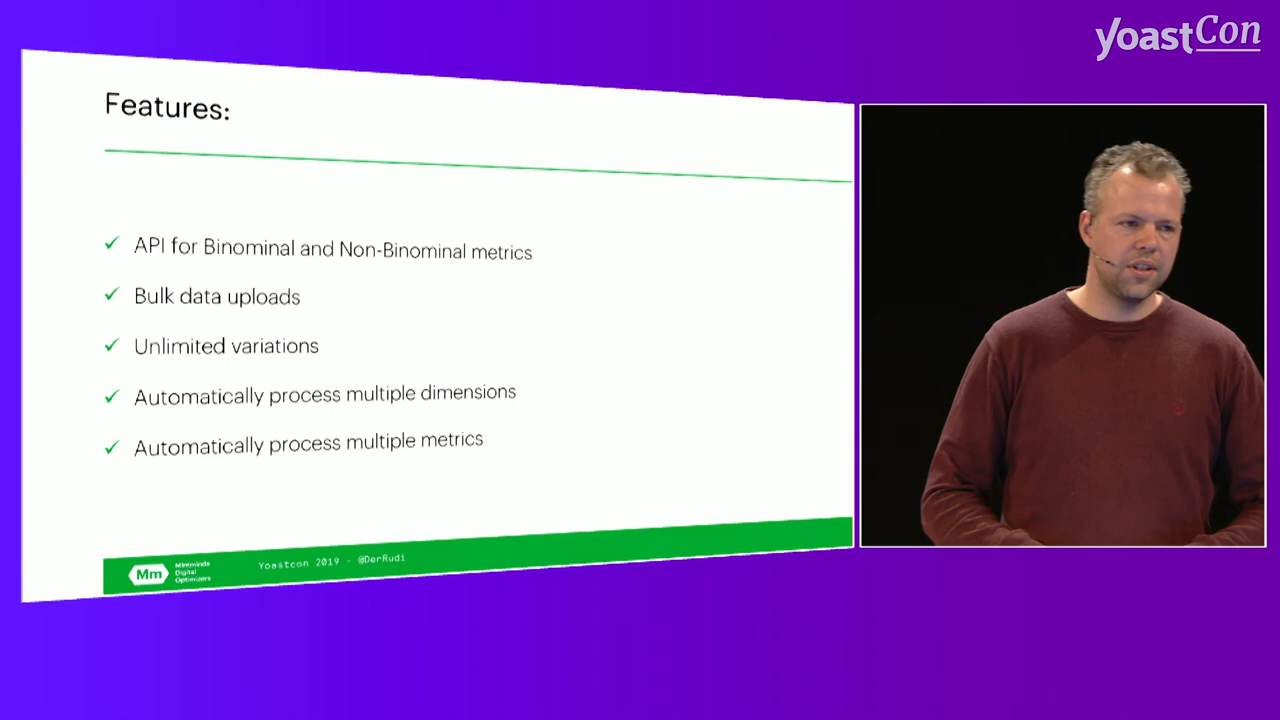 yoastCon
Features:
API for Binominal and Non-Binominal metrics
Bulk data uploads
Unlimited variations
Automatically process multiple dimensions
Automatically process multiple metrics
Mm
Mintminds
Digital
Optimizers
Yoastcon 2019 - @DerRudi